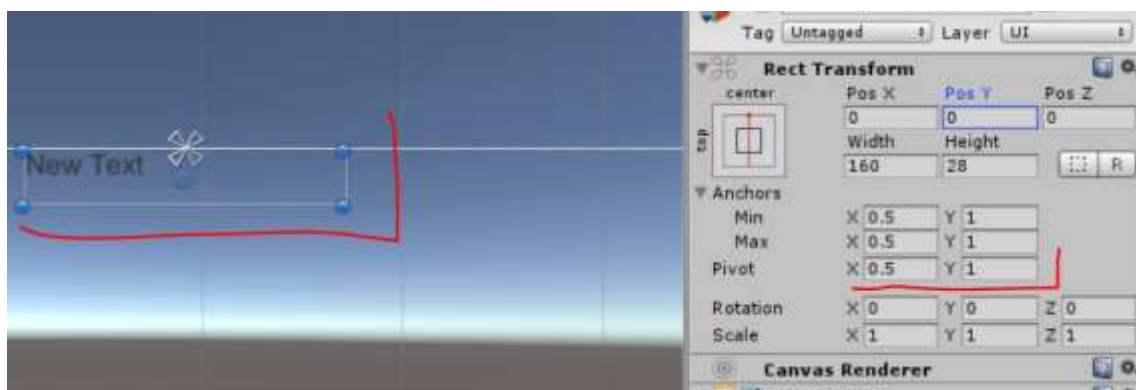 Tag Untagged Layer UI
Rect Transform
center Pos X Pos Y Pos Z
top 0 0 0
Width Height
160 28 R
New Text
Anchors
Min X 0.5 Y 1
Max X 0.5 Y 1
Pivot X 0.5 Y 1
Rotation X 0 Y 0 Z 0
Scale X 1 Y 1 Z 1
Canvas Renderer